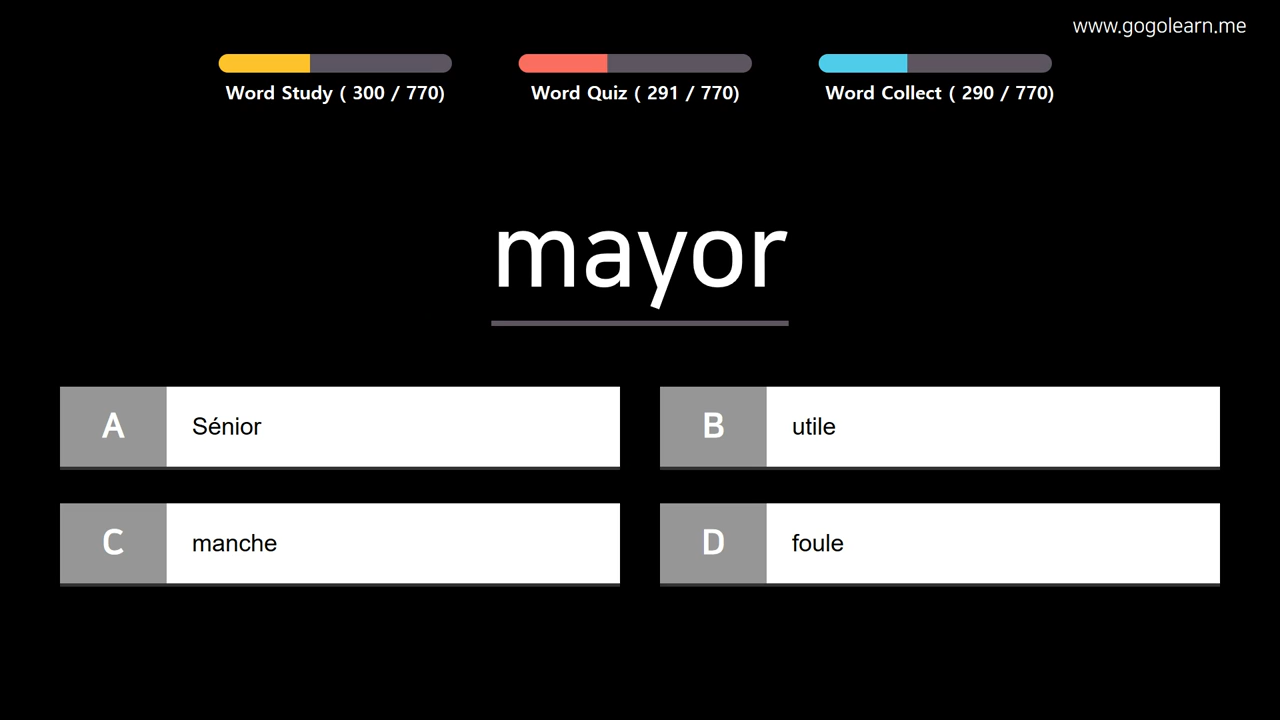 www.gogolearn.me
Word Study ( 300 / 770)
Word Quiz ( 291 / 770)
Word Collect ( 290 / 770)
mayor
A Sénior
B utile
C manche
D foule